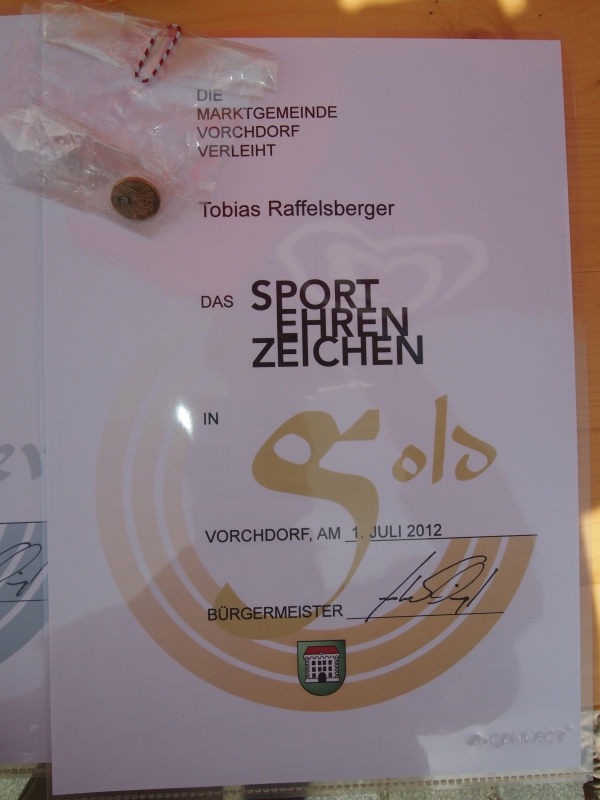 DIE
MARKTGEMEINDE
VORCHDORF
VERLEIHT
Tobias Raffelsberger
DAS SPORT
EHREN
ZEICHEN
IN gold
VORCHDORF, AM 1. JULI 2012
BÜRGERMEISTER